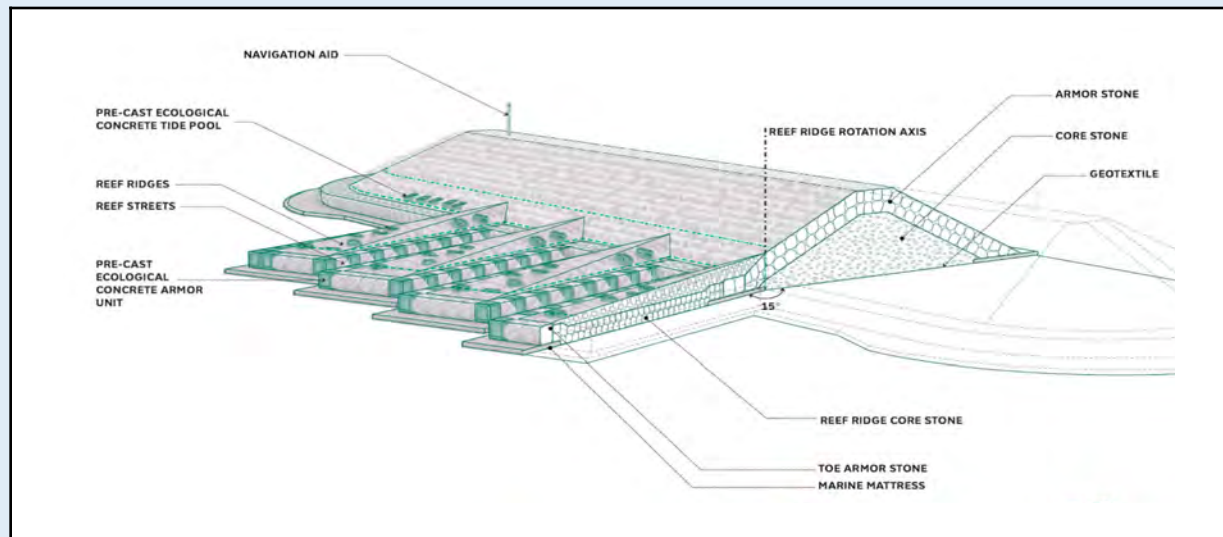 NAVIGATION AID
PRE-CAST ECOLOGICAL
CONCRETE TIDE POOL
REEF RIDGES
REEF STREETS
PRE-CAST
ECOLOGICAL
CONCRETE ARMOR
UNIT
REEF RIDGE ROTATION AXIS
ARMOR STONE
CORE STONE
GEOTEXTILE
15°
REEF RIDGE CORE STONE
TOE ARMOR STONE
MARINE MATTRESS